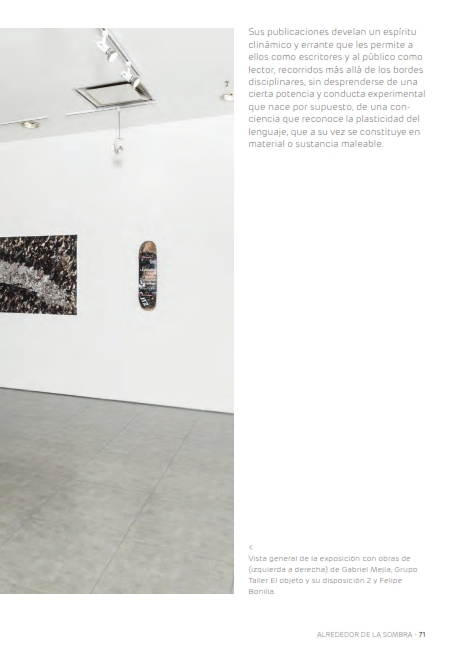 Sus publicaciones develan un espíritu
clinámico y errante que les permite a
ellos como escritores y al público como
lector, recorridos más allá de los bordes
disciplinares, sin desprenderse de una
cierta potencia y conducta experimental
que nace por supuesto, de una con-
ciencia que reconoce la plasticidad del
lenguaje, que a su vez se constituye en
material o sustancia maleable.
<
Vista general de la exposición con obras de
(izquierda a derecha) de Gabriel Mejía, Grupo
Taller El objeto y su disposición 2 y Felipe
Bonilla.
ALREDEDOR DE LA SOMBRA - 71